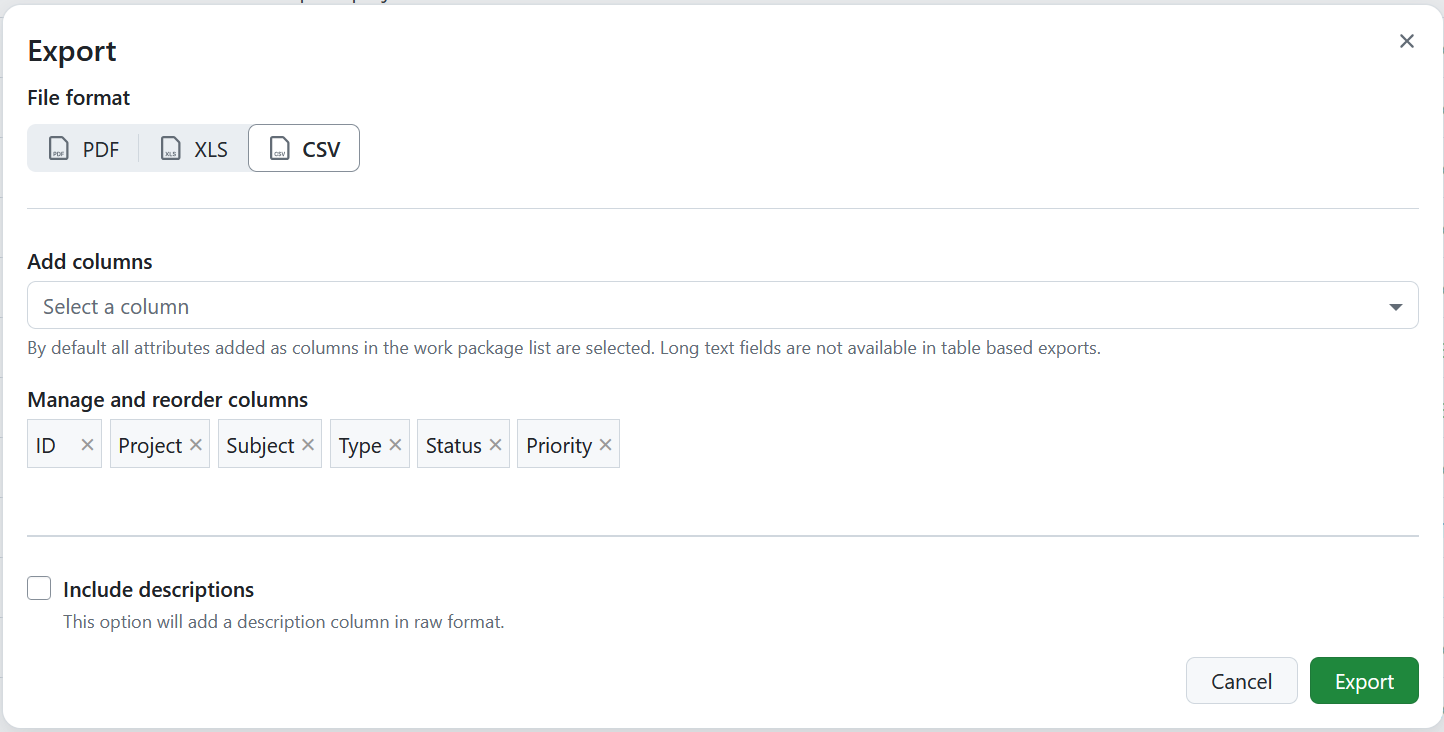 Export
File format
PDF XLS CSV
Add columns
Select a column
By default all attributes added as columns in the work package list are selected. Long text fields are not available in table based exports.
Manage and reorder columns
ID Project Subject Type Status Priority
Include descriptions
This option will add a description column in raw format.
Cancel Export